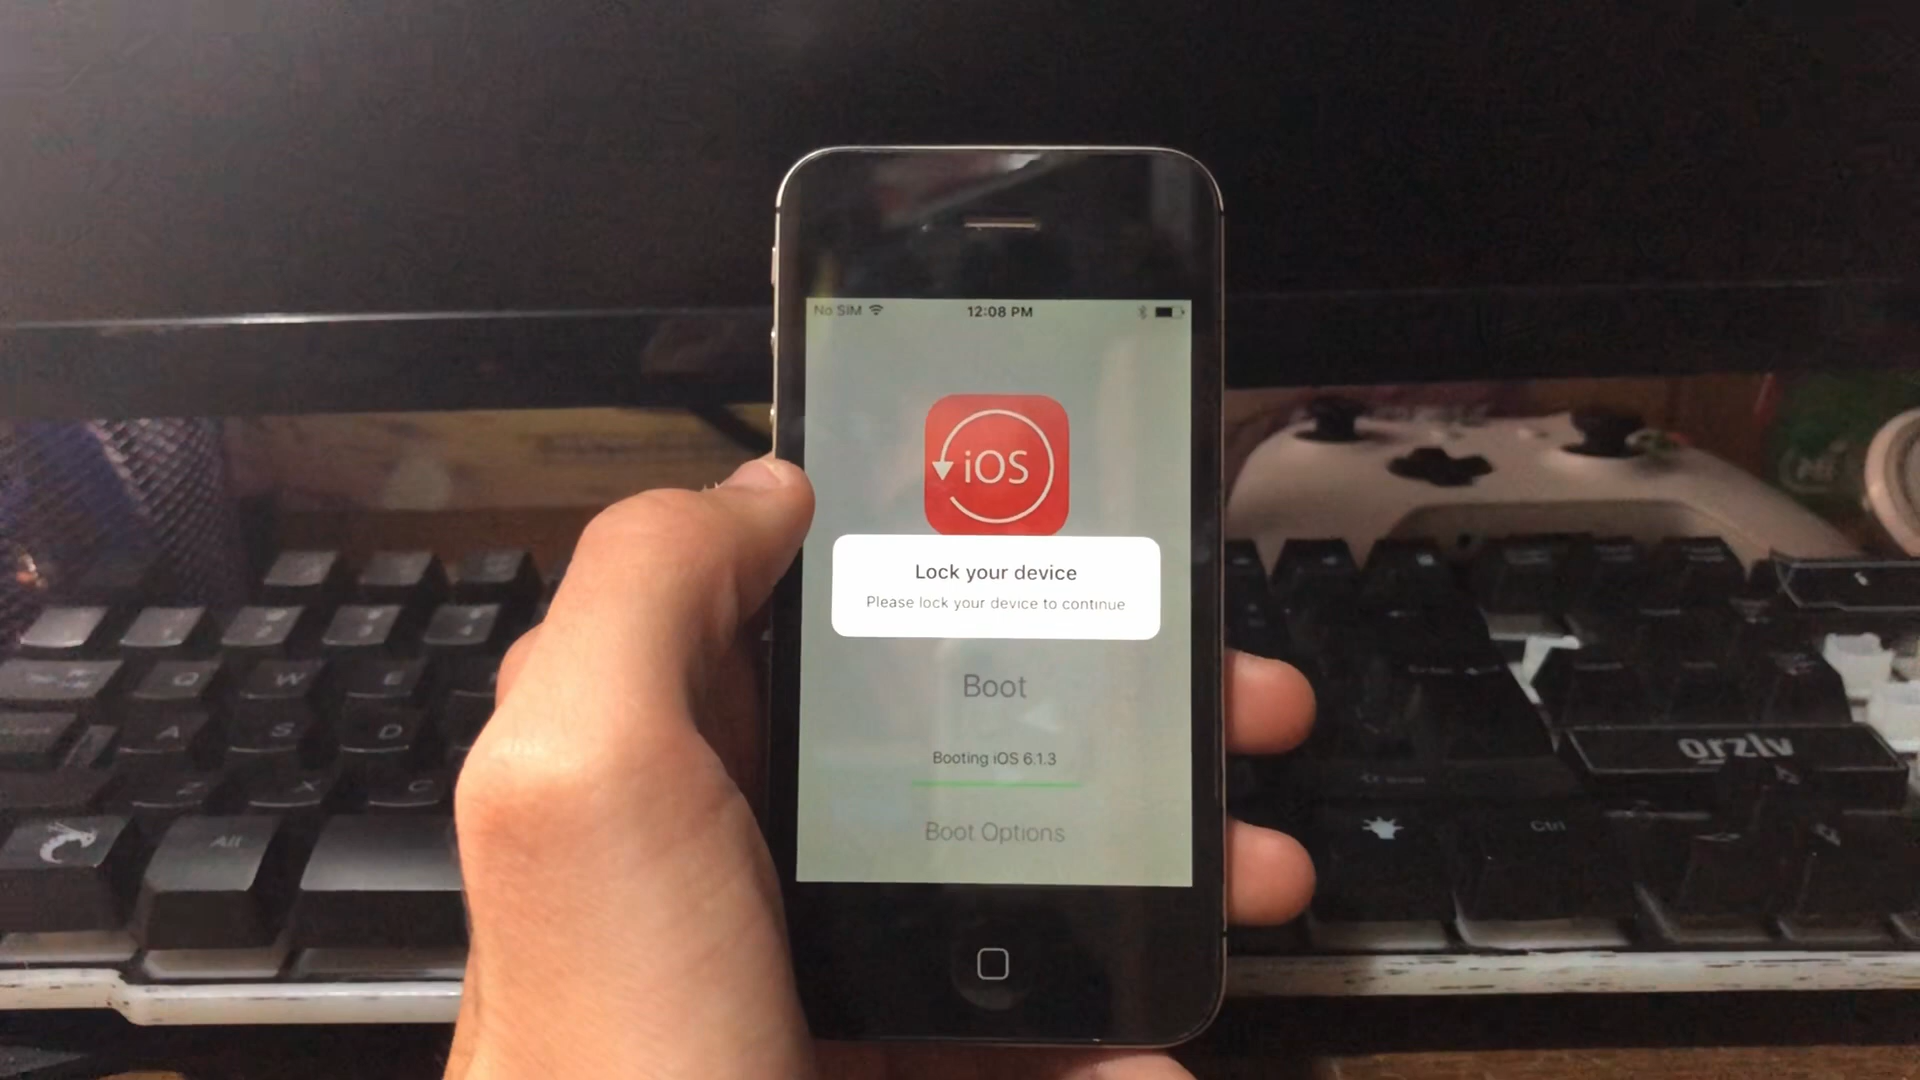 No SIM 12:08 PM
iOS
Lock your device
Please lock your device to continue
Boot
Booting iOS 6.1.3
Boot Options
Q W E
A S D
Z X C
Alt
Ctrl
orzly